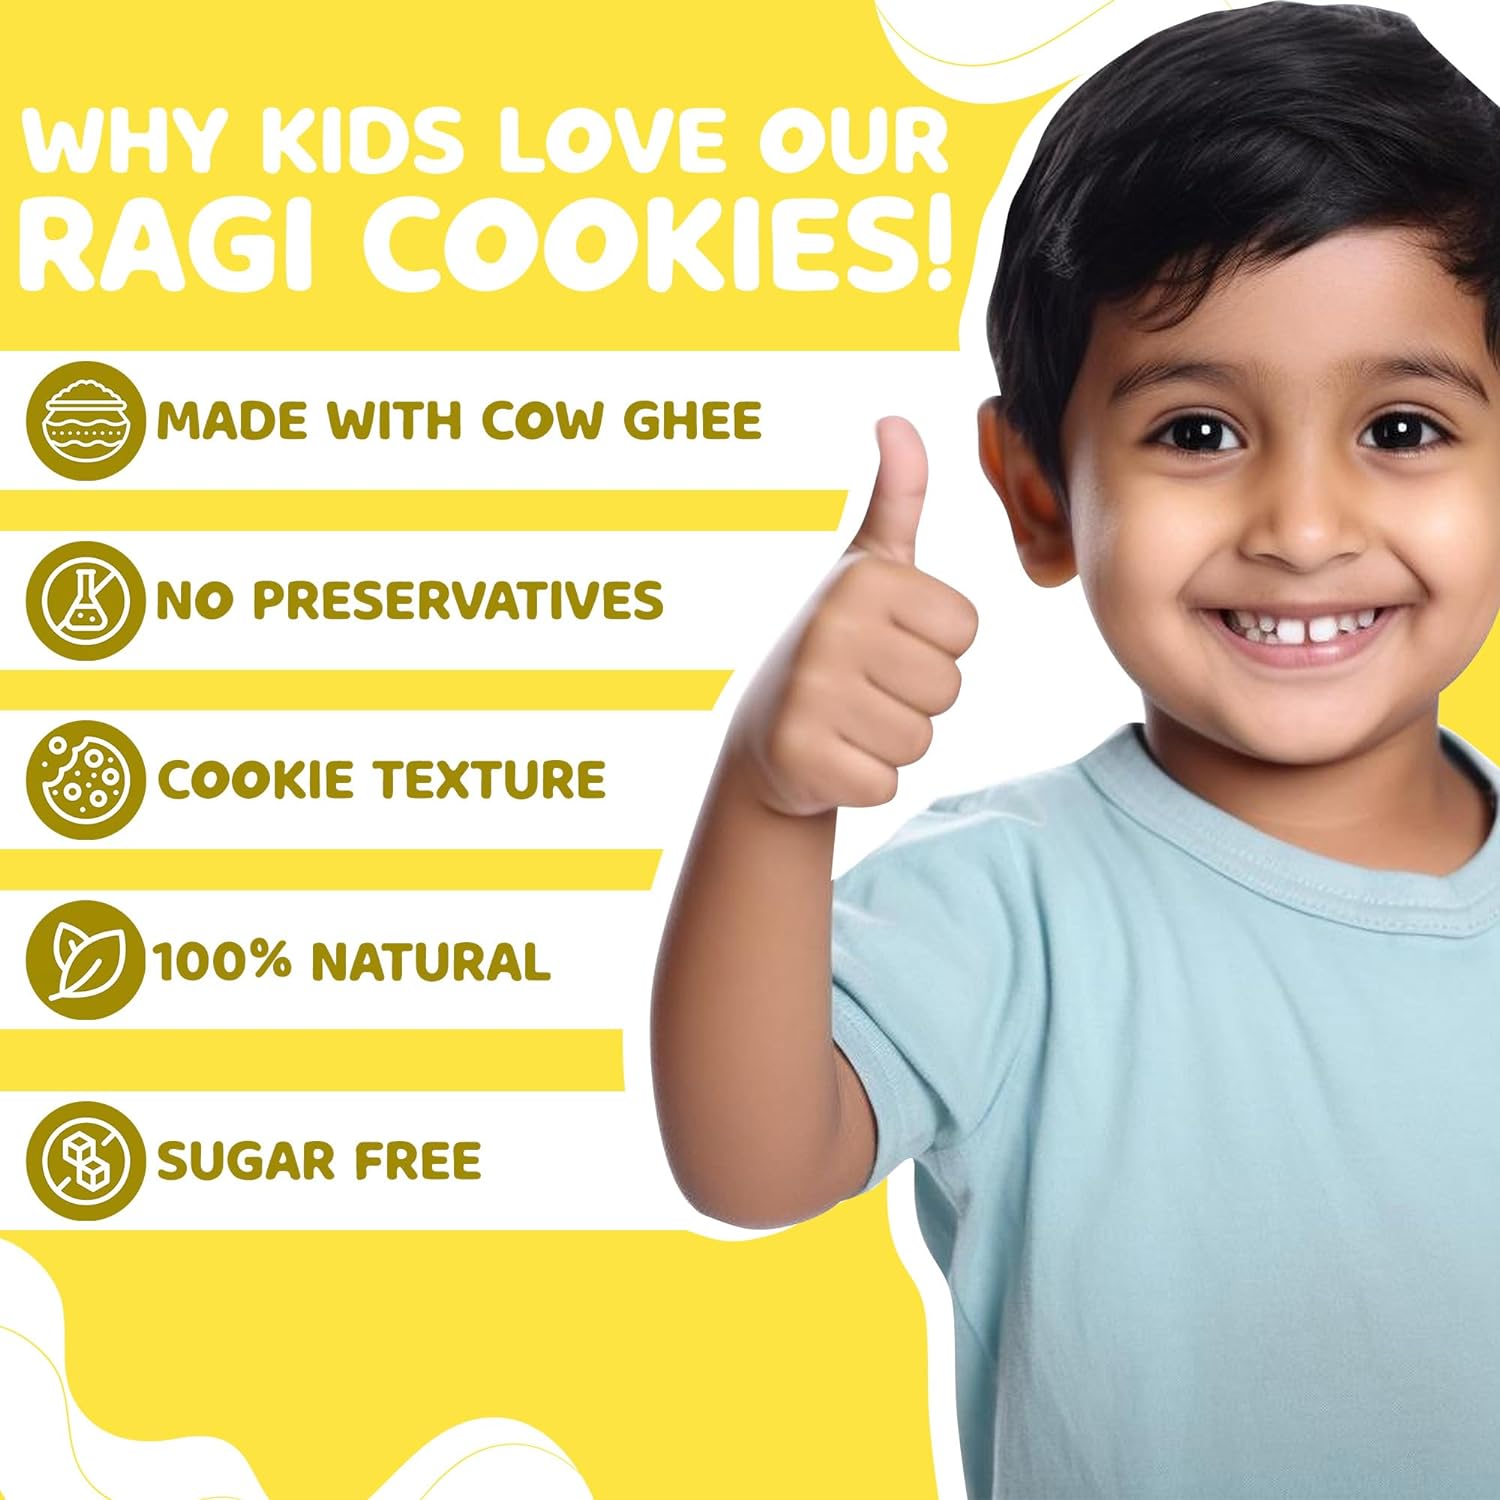 WHY KIDS LOVE OUR
RAGI COOKIES!
MADE WITH COW GHEE
NO PRESERVATIVES
COOKIE TEXTURE
100% NATURAL
SUGAR FREE